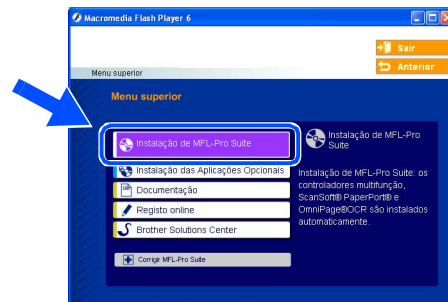 Macromedia Flash Player 6
Sair
Anterior
Menu superior
Menu superior
Instalação de MFL-Pro Suite
Instalação das Aplicações Opcionais
Documentação
Registo online
Brother Solutions Center
Corrigir MFL-Pro Suite
Instalação de MFL-Pro
Suite
Instalação de MFL-Pro Suite: os
controladores multifunção,
ScanSoft® PaperPort® e
OmniPage®OCR são instalados
automaticamente.